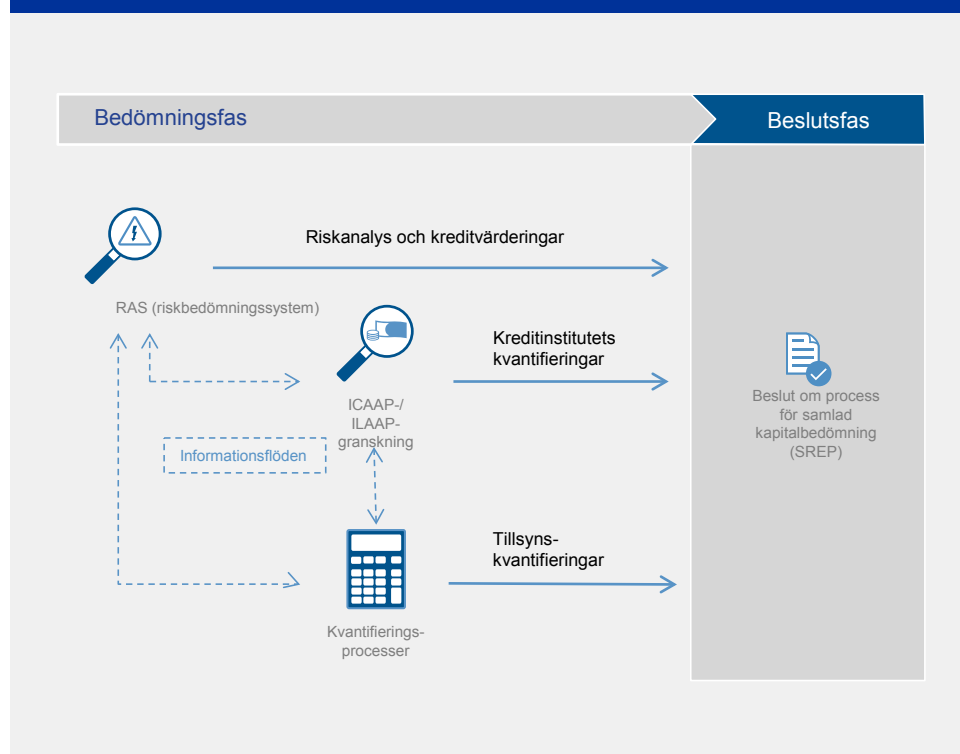 Bedömningsfas
Beslutsfas
Riskanalys och kreditvärderingar
RAS (riskbedömningssystem)
Kreditinstitutets
kvantifieringar
ICAAP-/
ILAAP-
granskning
Informationsflöden
Beslut om process
för samlad
kapitalbedömning
(SREP)
Tillsyns-
kvantifieringar
Kvantifierings-
processer